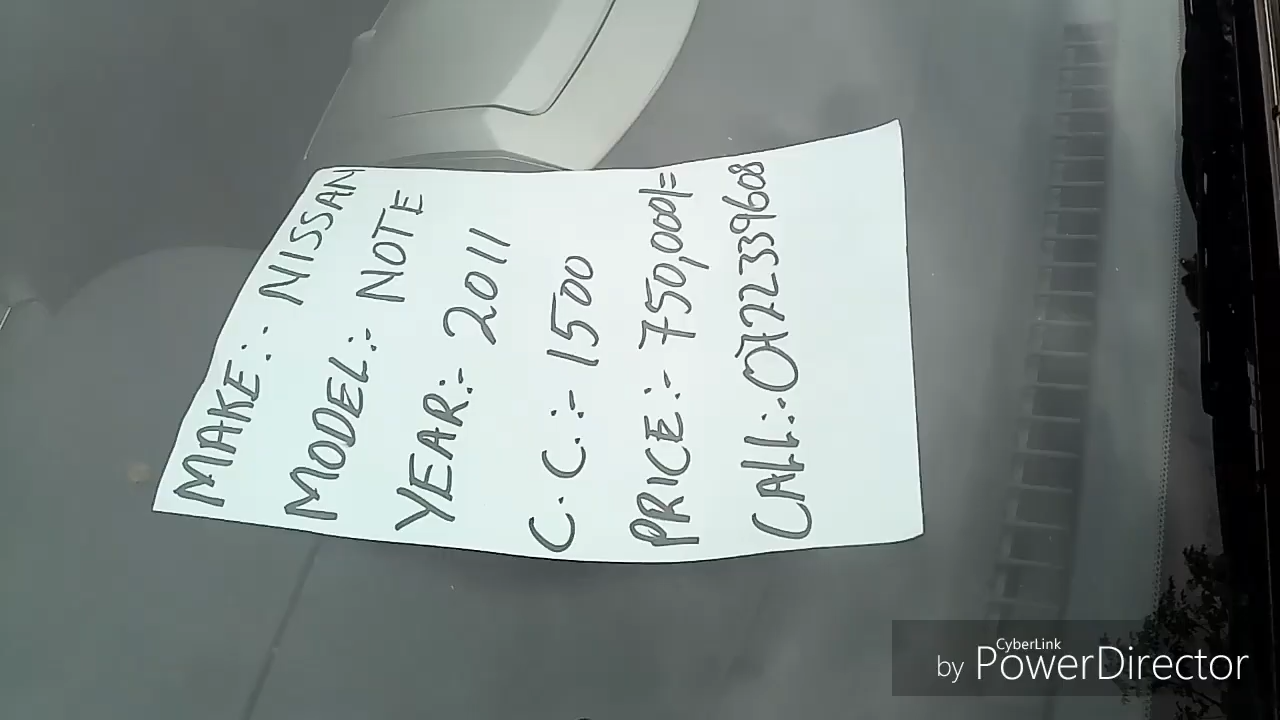 MAKE:- NISSAN
MODEL:- NOTE
YEAR:- 2011
C.C.:- 1500
PRICE:- 750,000/=
CALL:- 0722339608
CyberLink
by PowerDirector